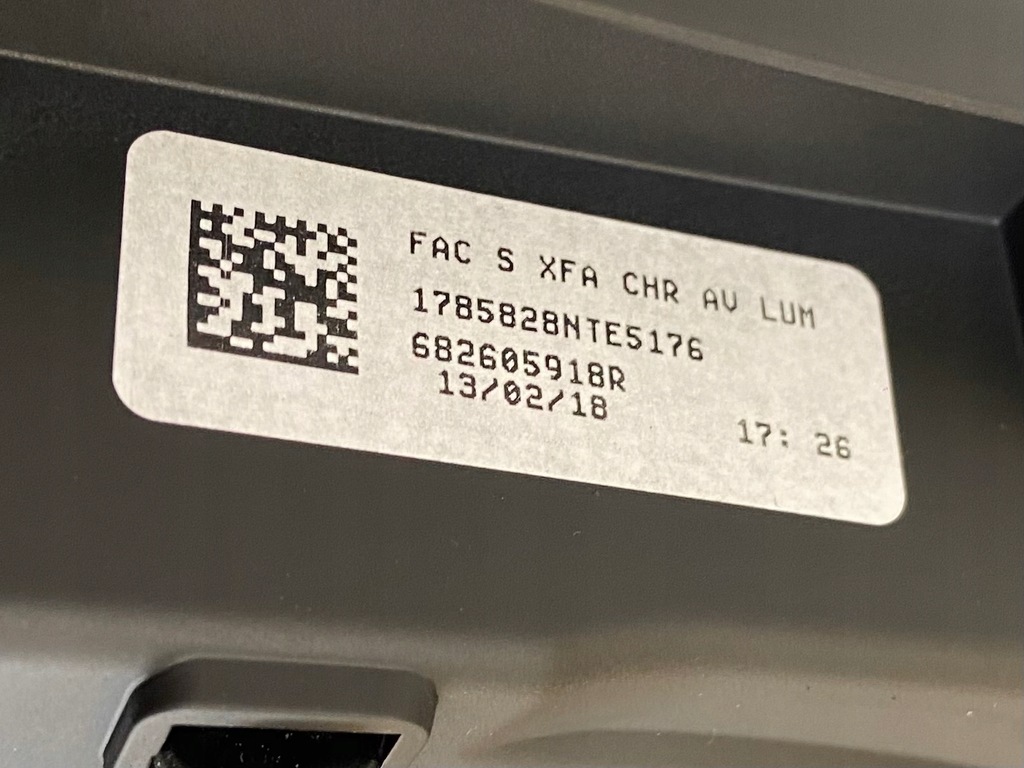 FAC S XFA CHR AV LUM
1785828NTE5176
682605918R
13/02/18 17: 26